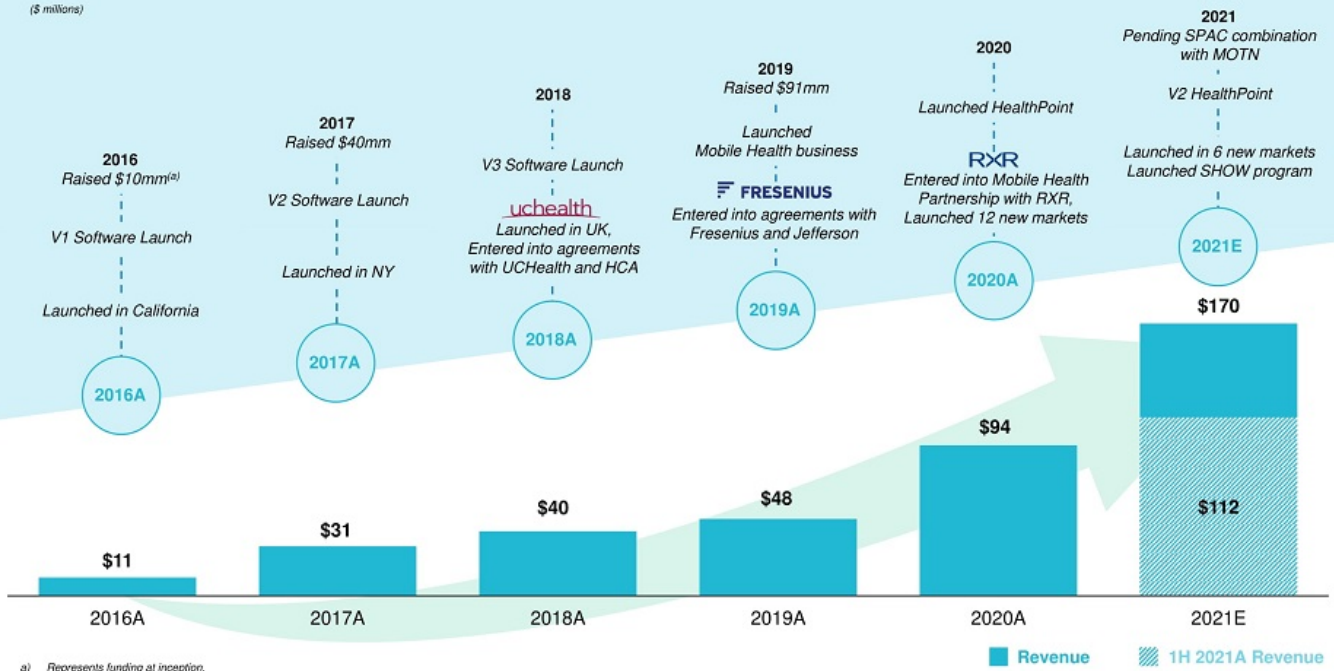 ($ millions)
2016
Raised $10mm(a)
V1 Software Launch
Launched in California
2016A
2017
Raised $40mm
V2 Software Launch
Launched in NY
2017A
2018
V3 Software Launch
uchealth
Launched in UK,
Entered into agreements
with UCHealth and HCA
2018A
2019
Raised $91mm
Launched
Mobile Health business
FRESENIUS
Entered into agreements with
Fresenius and Jefferson
2019A
2020
Launched HealthPoint
RXR
Entered into Mobile Health
Partnership with RXR,
Launched 12 new markets
2020A
2021
Pending SPAC combination
with MOTN
V2 HealthPoint
Launched in 6 new markets
Launched SHOW program
2021E
$11
$31
$40
$48
$94
$170
$112
2016A
2017A
2018A
2019A
2020A
2021E
Revenue
1H 2021A Revenue
a) Represents funding at inception.